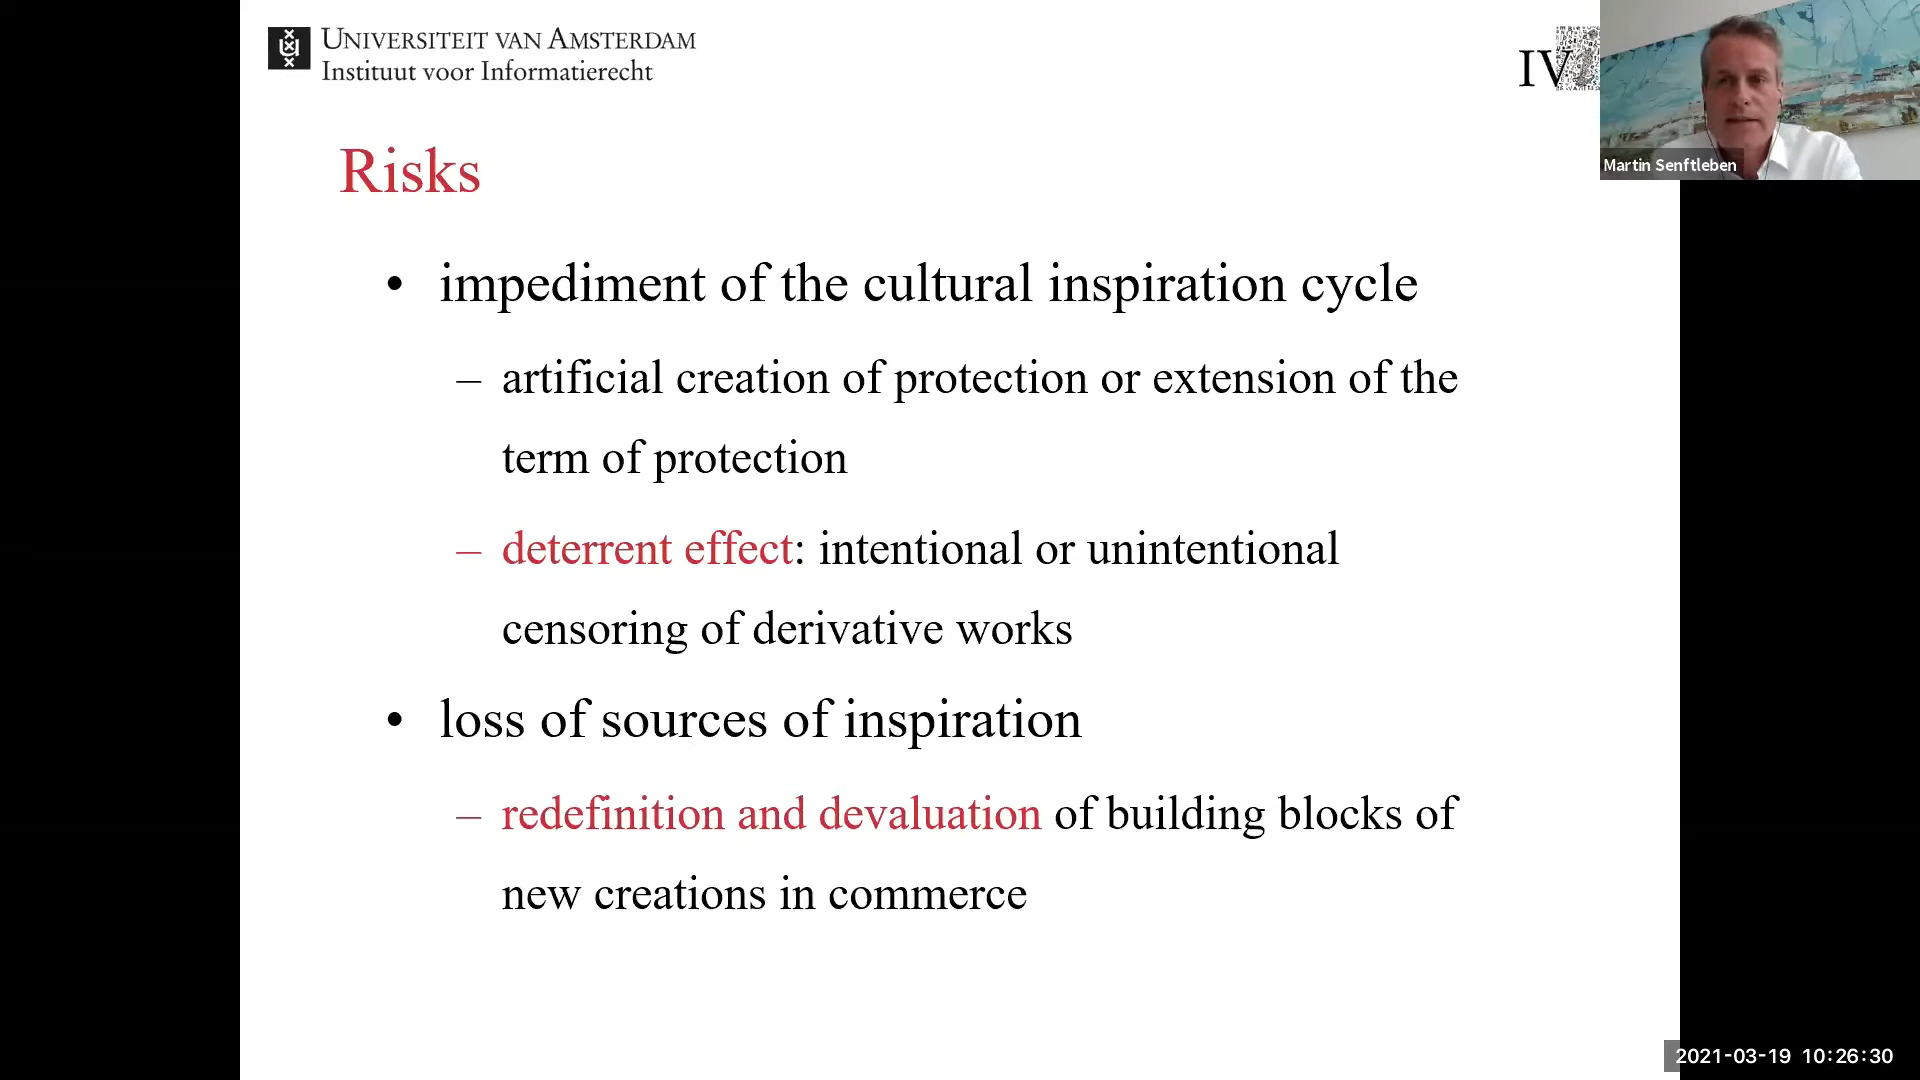 UNIVERSITEIT VAN AMSTERDAM
Instituut voor Informatierecht
IV
Martin Senftleben
Risks
• impediment of the cultural inspiration cycle
– artificial creation of protection or extension of the
term of protection
– deterrent effect: intentional or unintentional
censoring of derivative works
• loss of sources of inspiration
– redefinition and devaluation of building blocks of
new creations in commerce
2021-03-19 10:26:30